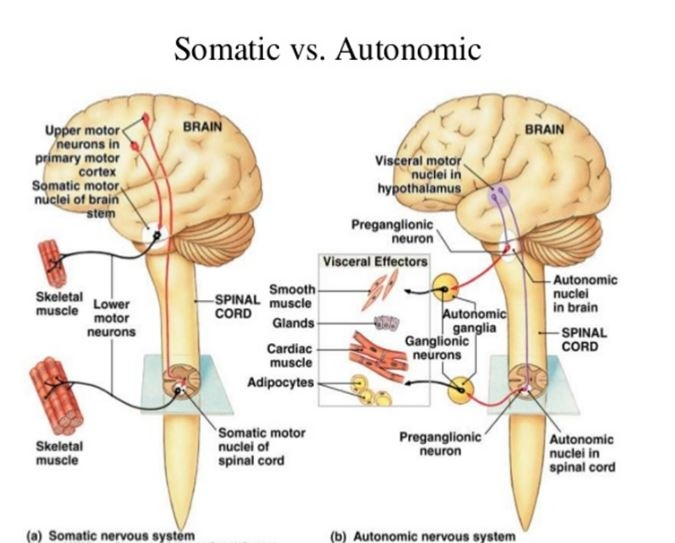 Somatic vs. Autonomic
Upper motor
neurons in
primary motor
cortex
Somatic motor
nuclei of brain
stem
BRAIN
Skeletal
muscle
Lower
motor
neurons
SPINAL
CORD
Skeletal
muscle
Somatic motor
nuclei of
spinal cord
(a) Somatic nervous system
BRAIN
Visceral motor
nuclei in
hypothalamus
Preganglionic
neuron
Visceral Effectors
Smooth
muscle
Glands
Cardiac
muscle
Adipocytes
Autonomic
ganglia
Ganglionic
neurons
Autonomic
nuclei
in brain
SPINAL
CORD
Preganglionic
neuron
Autonomic
nuclei in
spinal cord
(b) Autonomic nervous system